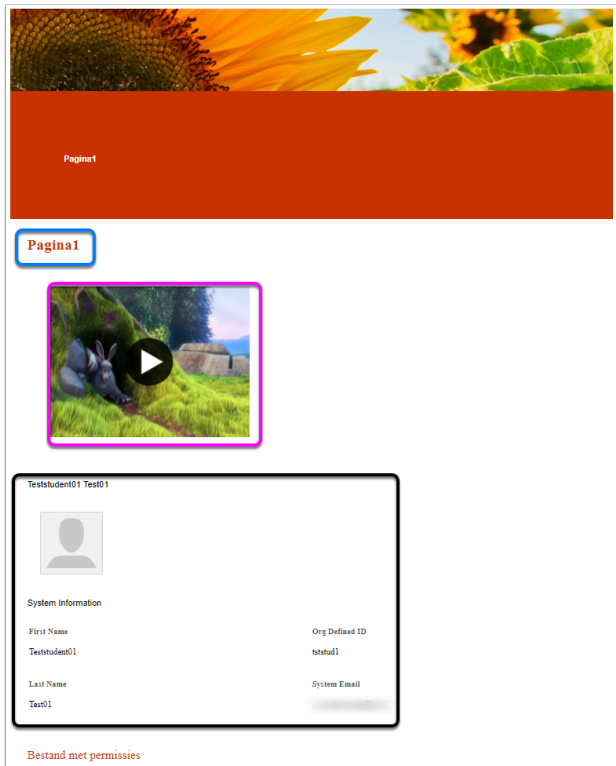 Pagina1
Pagina1
Teststudent01 Test01
System Information
First Name Org Defined ID
Teststudent01 tststud1
Last Name System Email
Test01
Bestand met permissies